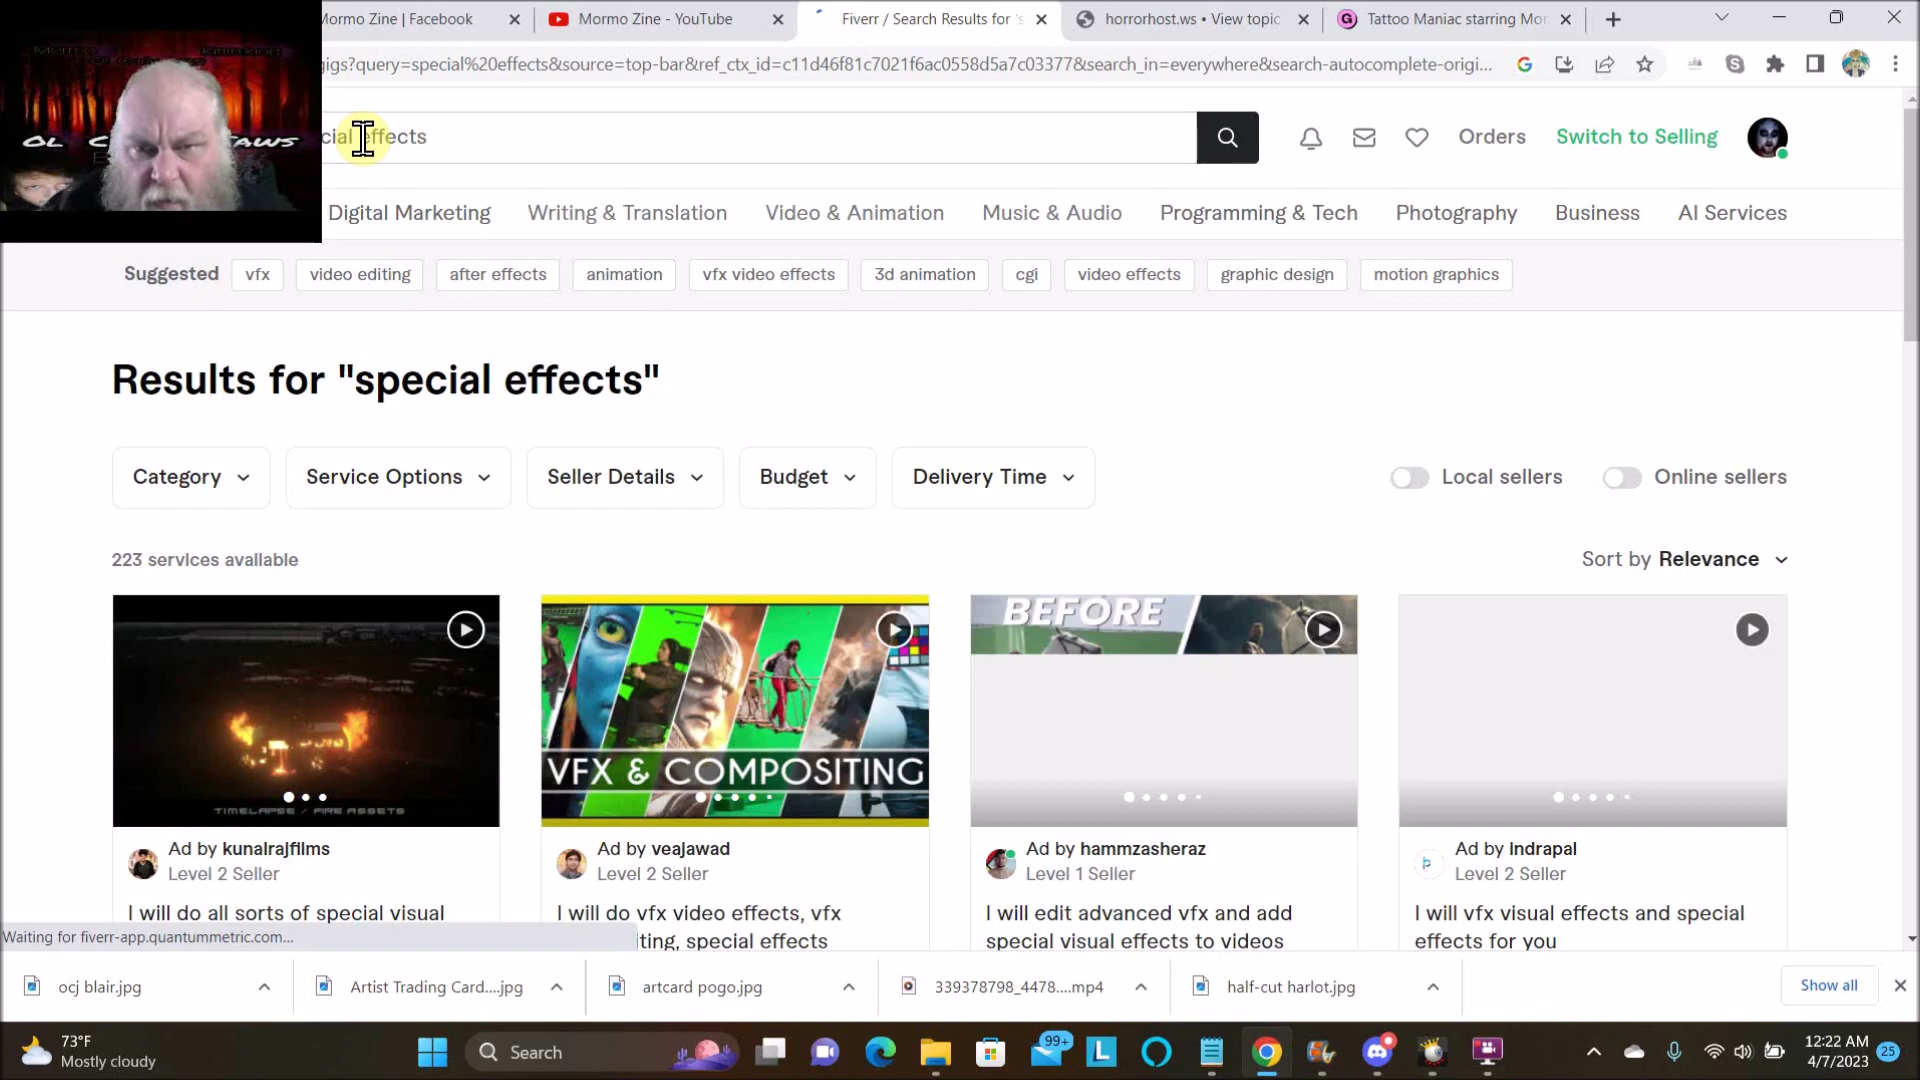 Mormo Zine | Facebook
Mormo Zine - YouTube
Fiverr / Search Results for 's
horrorhost.ws • View topic
Tattoo Maniac starring Mor
gigs?query=special%20effects&source=top-bar&ref_ctx_id=c11d46f81c7021f6ac0558d5a7c03377&search_in=everywhere&search-autocomplete-origi...
cial effects
Orders
Switch to Selling
Digital Marketing
Writing & Translation
Video & Animation
Music & Audio
Programming & Tech
Photography
Business
AI Services
Suggested
vfx
video editing
after effects
animation
vfx video effects
3d animation
cgi
video effects
graphic design
motion graphics
Results for "special effects"
Category
Service Options
Seller Details
Budget
Delivery Time
Local sellers
Online sellers
223 services available
Sort by Relevance
TIMELAPSE / FIRE ASSETS
VFX & COMPOSITING
BEFORE
Ad by kunalrajfilms
Level 2 Seller
I will do all sorts of special visual
Ad by veajawad
Level 2 Seller
I will do vfx video effects, vfx
iting, special effects
Ad by hammzasheraz
Level 1 Seller
I will edit advanced vfx and add
special visual effects to videos
Ad by indrapal
Level 2 Seller
I will vfx visual effects and special
effects for you
Waiting for fiverr-app.quantummetric.com...
ocj blair.jpg
Artist Trading Card....jpg
artcard pogo.jpg
339378798_4478....mp4
half-cut harlot.jpg
Show all
73°F
Mostly cloudy
Search
99+
12:22 AM
4/7/2023
25